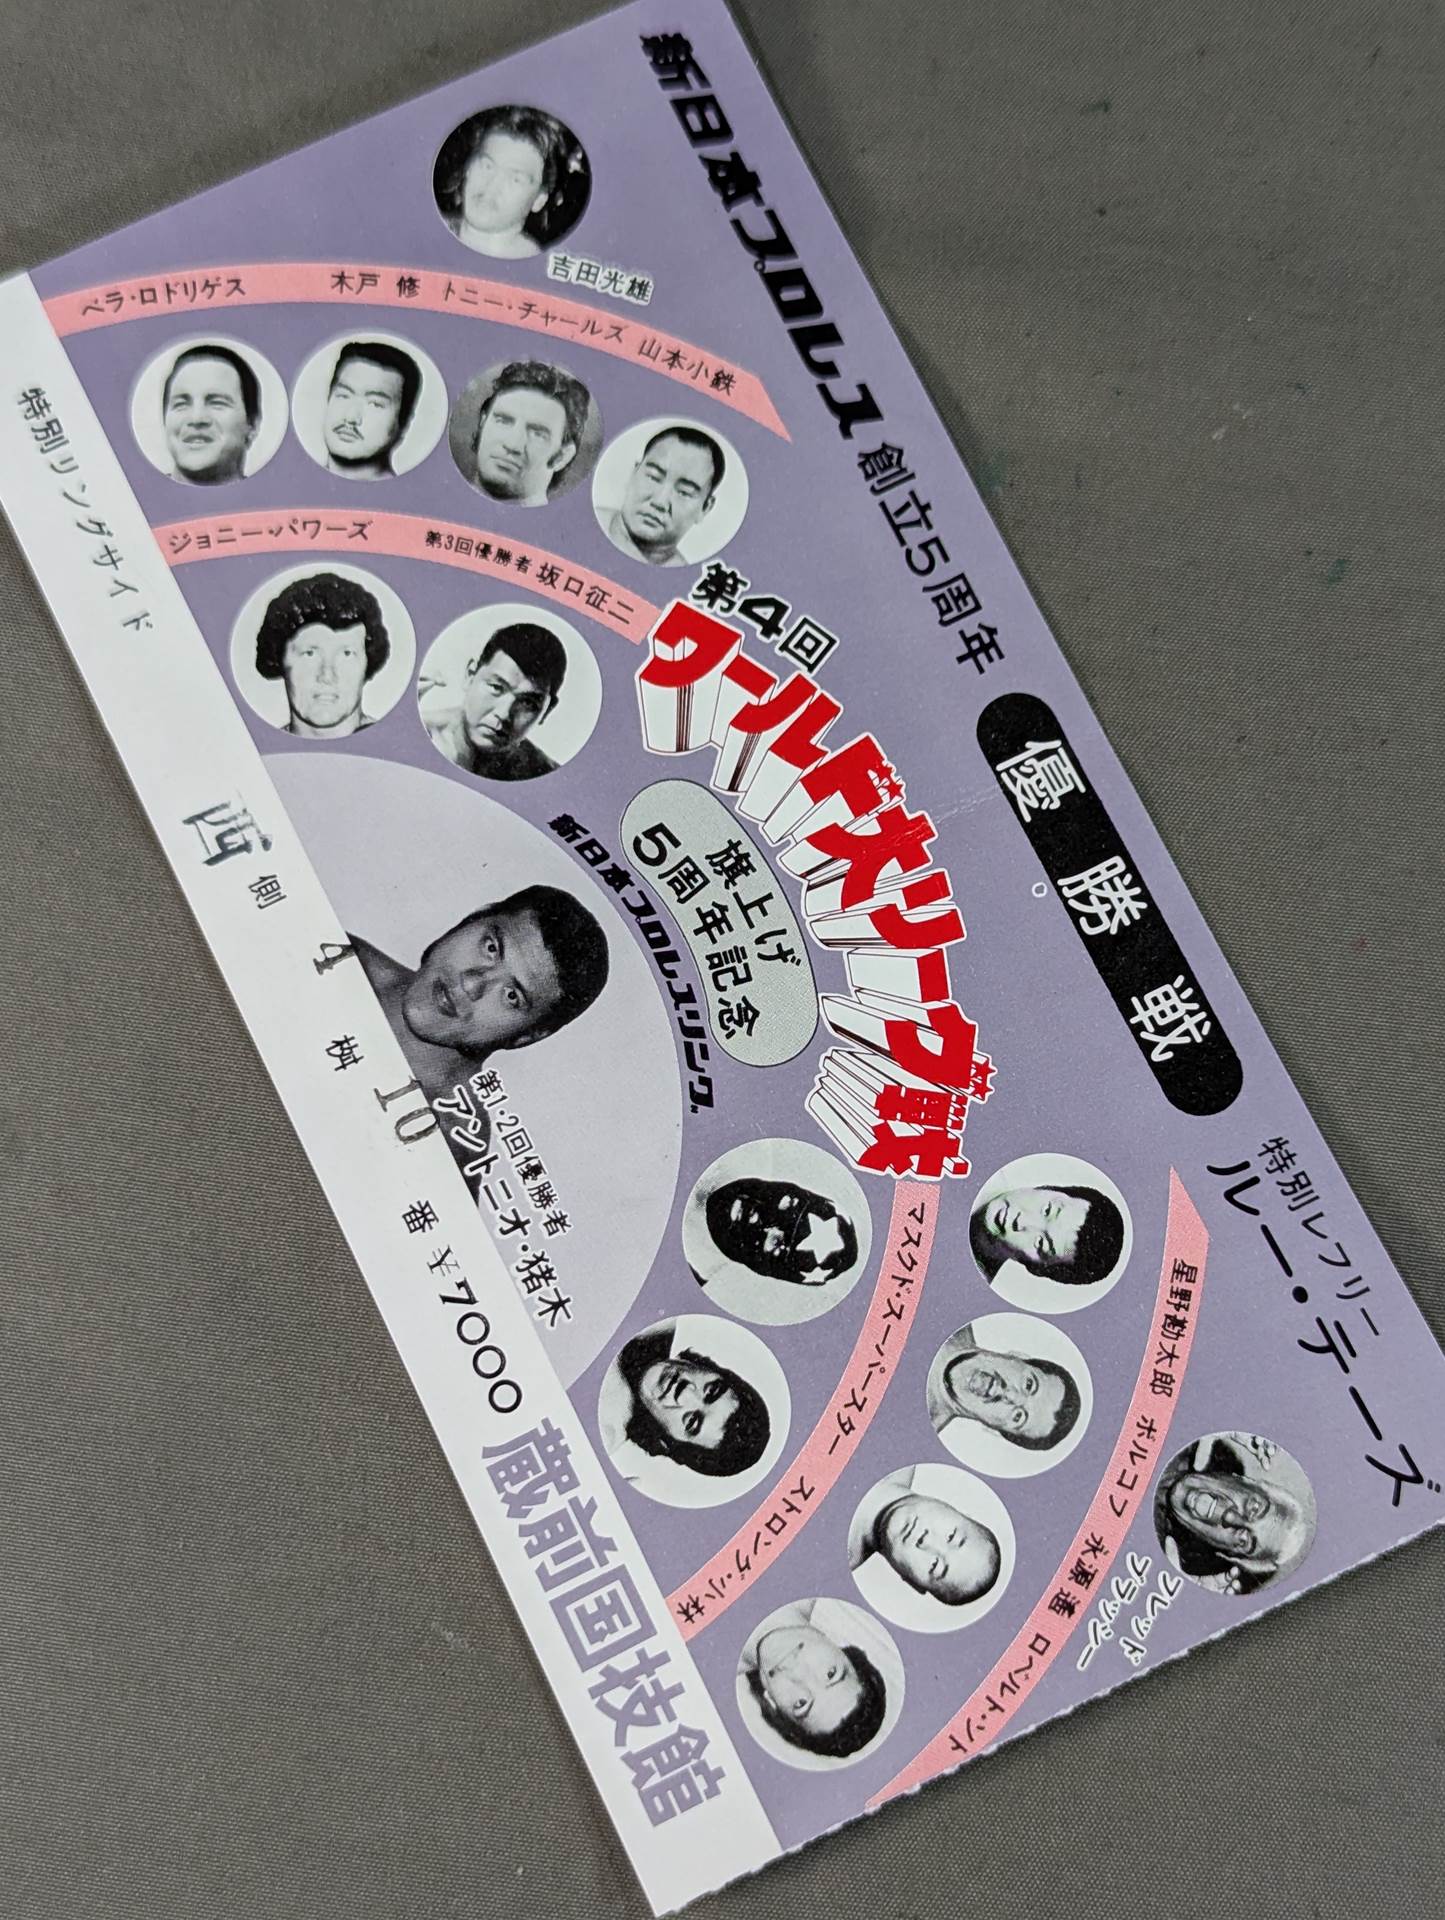 新日本プロレス 創立5周年
優勝戦
特別レフリー
ルー・テーズ
吉田光雄
ベラ・ロドリゲス 木戸 修 トニー・チャールズ 山本小鉄
ジョニー・パワーズ 第3回優勝者 坂口征二
第4回
ワールド大リーグ戦
旗上げ
5周年記念
新日本プロレスリング
第1・2回優勝者
アントニオ・猪木
マスクド・スーパースター ストロング・小林
星野勘太郎 ボルコフ 永源遥 ロベルト・ソト
フレッド
ブラッシー
特別リングサイド
西側 4 桝 10 番 ¥7000
蔵前国技館